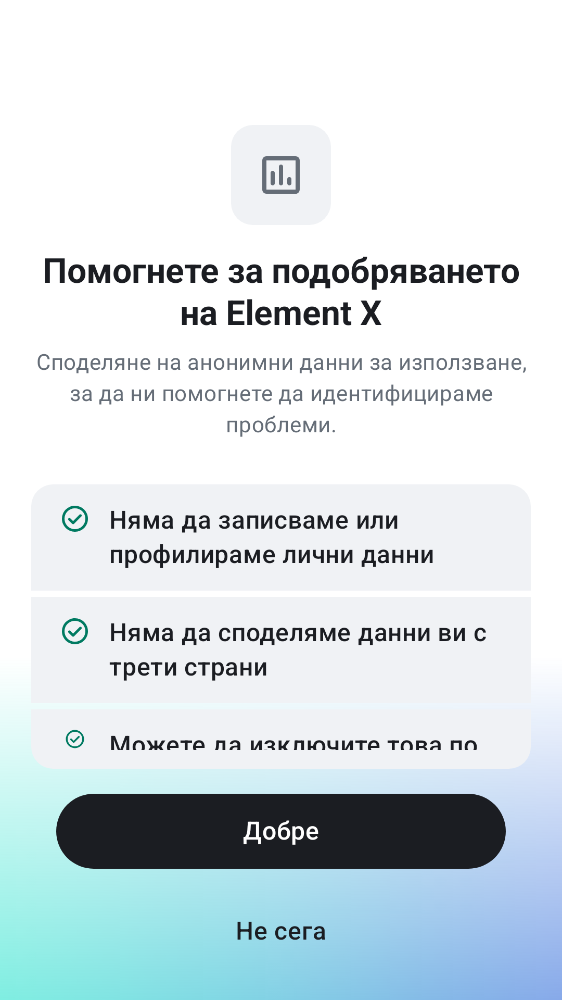 Помогнете за подобряването
на Element X
Споделяне на анонимни данни за използване,
за да ни помогнете да идентифицираме
проблеми.
Няма да записваме или
профилираме лични данни
Няма да споделяме данни ви с
трети страни
Можете да изключите това по
Добре
Не сега